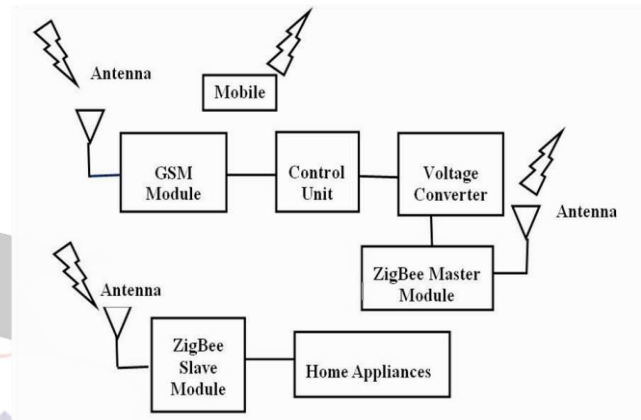 Antenna
Mobile
GSM
Module
Control
Unit
Voltage
Converter
Antenna
ZigBee Master
Module
Antenna
ZigBee
Slave
Module
Home Appliances